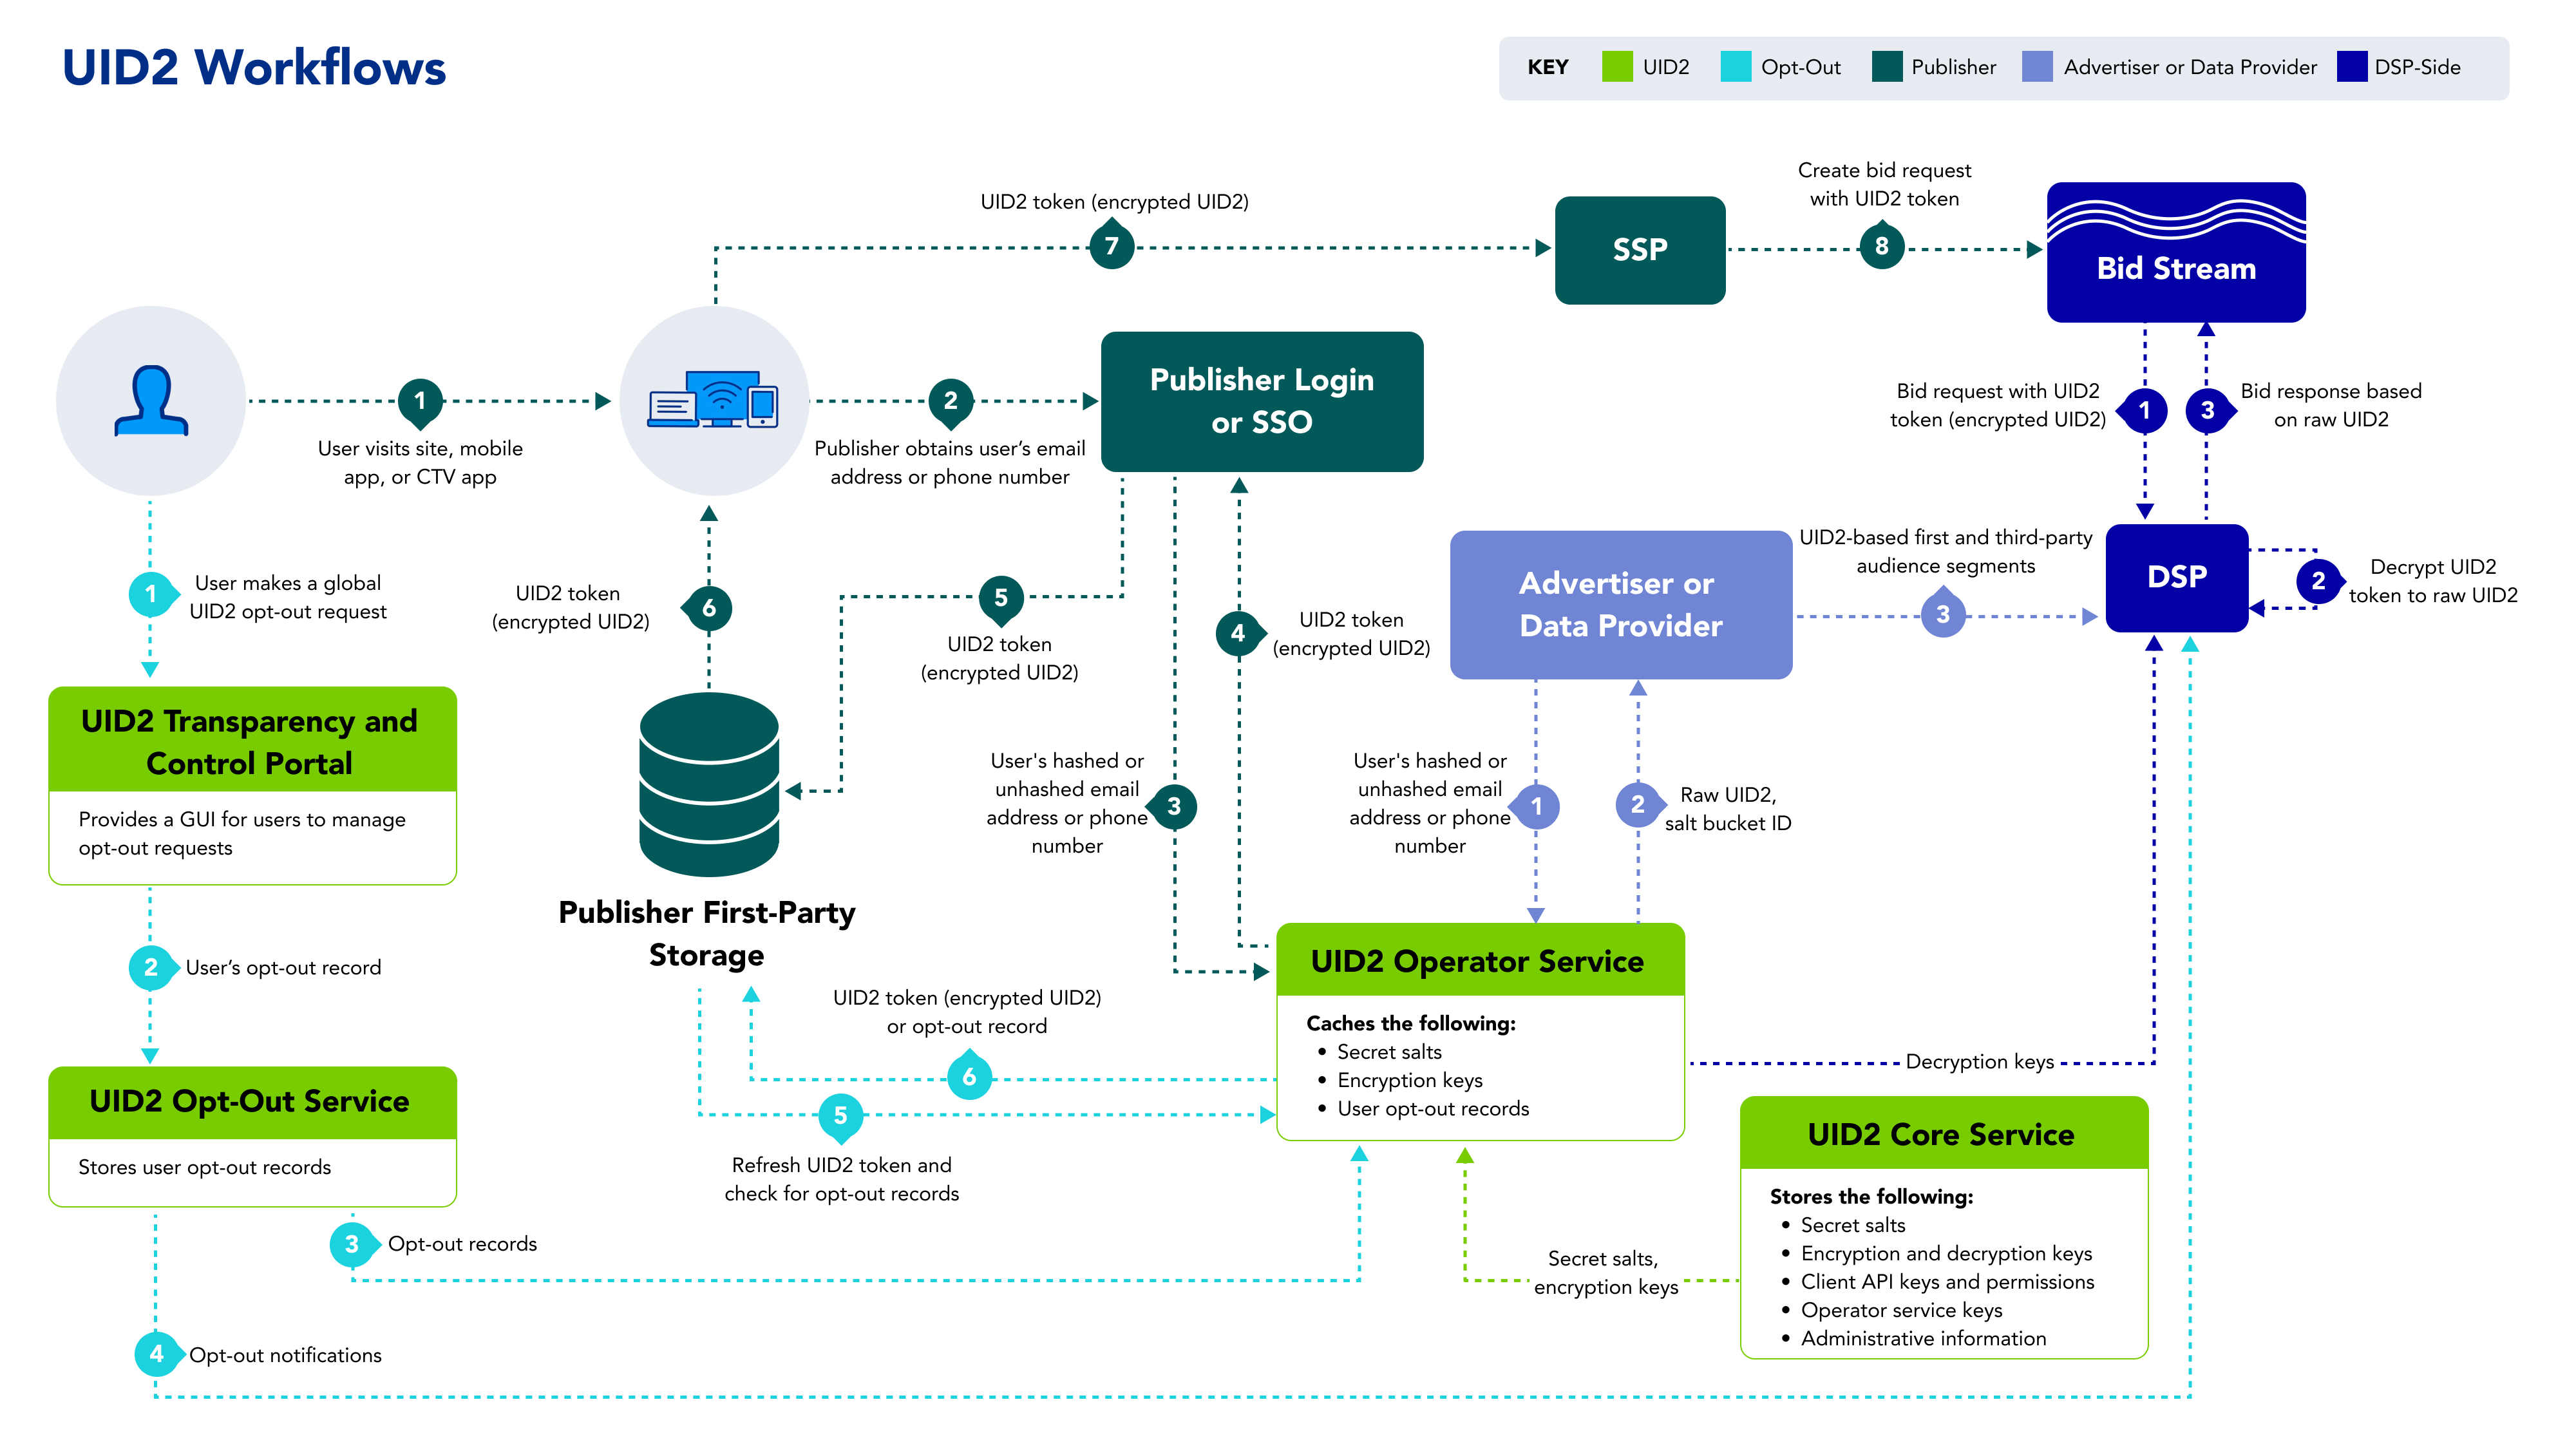 UID2 Workflows
KEY
UID2
Opt-Out
Publisher
Advertiser or Data Provider
DSP-Side
UID2 token (encrypted UID2)
7
SSP
Create bid request
with UID2 token
8
Bid Stream
1
User visits site, mobile
app, or CTV app
2
Publisher obtains user’s email
address or phone number
Publisher Login
or SSO
Bid request with UID2
token (encrypted UID2)
1
3
Bid response based
on raw UID2
1
User makes a global
UID2 opt-out request
UID2 token
(encrypted UID2)
6
5
UID2 token
(encrypted UID2)
4
UID2 token
(encrypted UID2)
Advertiser or
Data Provider
UID2-based first and third-party
audience segments
3
DSP
2
Decrypt UID2
token to raw UID2
UID2 Transparency and
Control Portal
Provides a GUI for users to manage
opt-out requests
User's hashed or
unhashed email
address or phone
number
3
User's hashed or
unhashed email
address or phone
number
1
2
Raw UID2,
salt bucket ID
Publisher First-Party
Storage
2
User’s opt-out record
UID2 token (encrypted UID2)
or opt-out record
6
5
Refresh UID2 token and
check for opt-out records
UID2 Operator Service
Caches the following:
• Secret salts
• Encryption keys
• User opt-out records
Decryption keys
UID2 Opt-Out Service
Stores user opt-out records
3
Opt-out records
4
Opt-out notifications
Secret salts,
encryption keys
UID2 Core Service
Stores the following:
• Secret salts
• Encryption and decryption keys
• Client API keys and permissions
• Operator service keys
• Administrative information